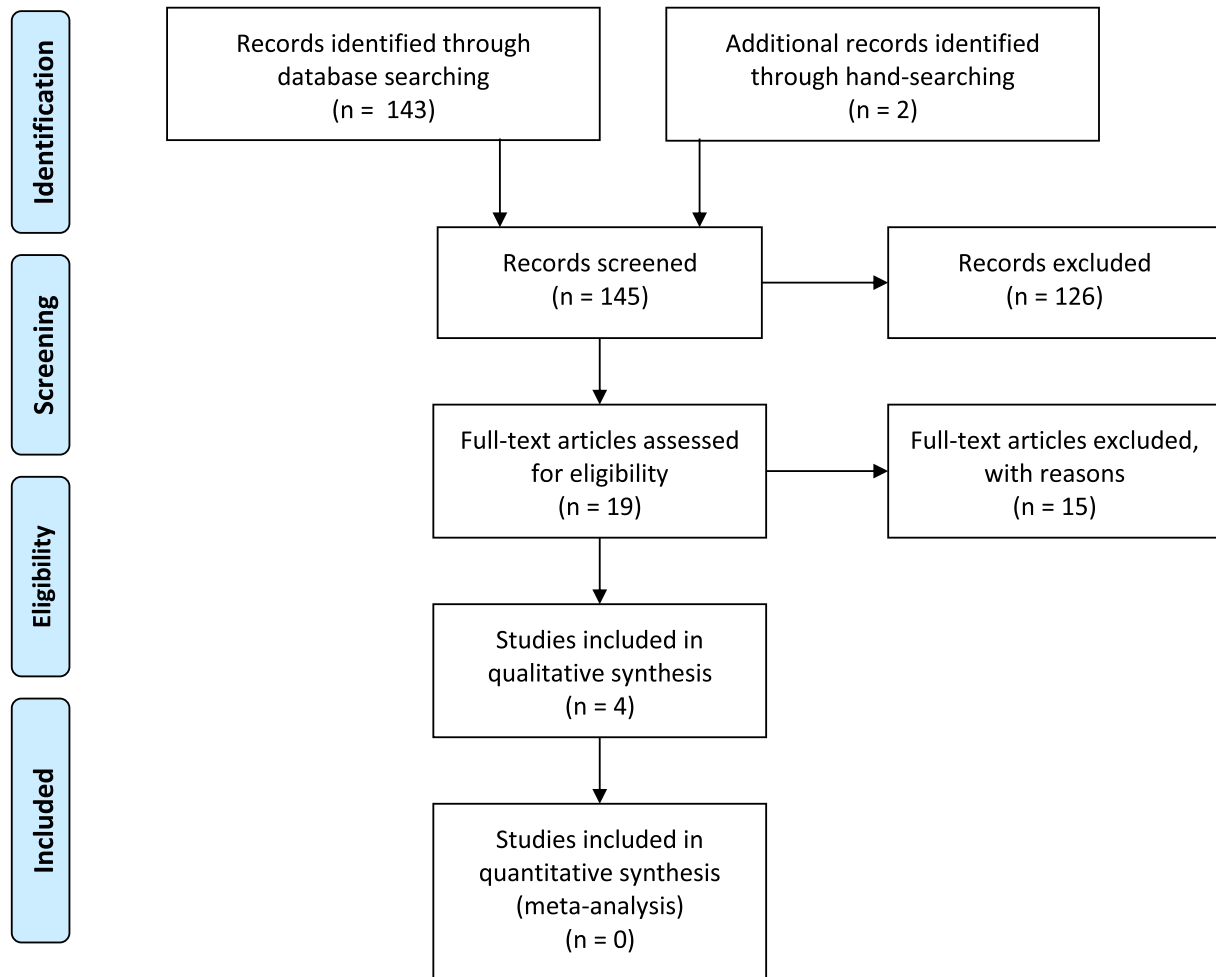 Identification
Records identified through
database searching
(n = 143)
Additional records identified
through hand-searching
(n = 2)
Screening
Records screened
(n = 145)
Records excluded
(n = 126)
Full-text articles assessed
for eligibility
(n = 19)
Full-text articles excluded,
with reasons
(n = 15)
Eligibility
Studies included in
qualitative synthesis
(n = 4)
Included
Studies included in
quantitative synthesis
(meta-analysis)
(n = 0)